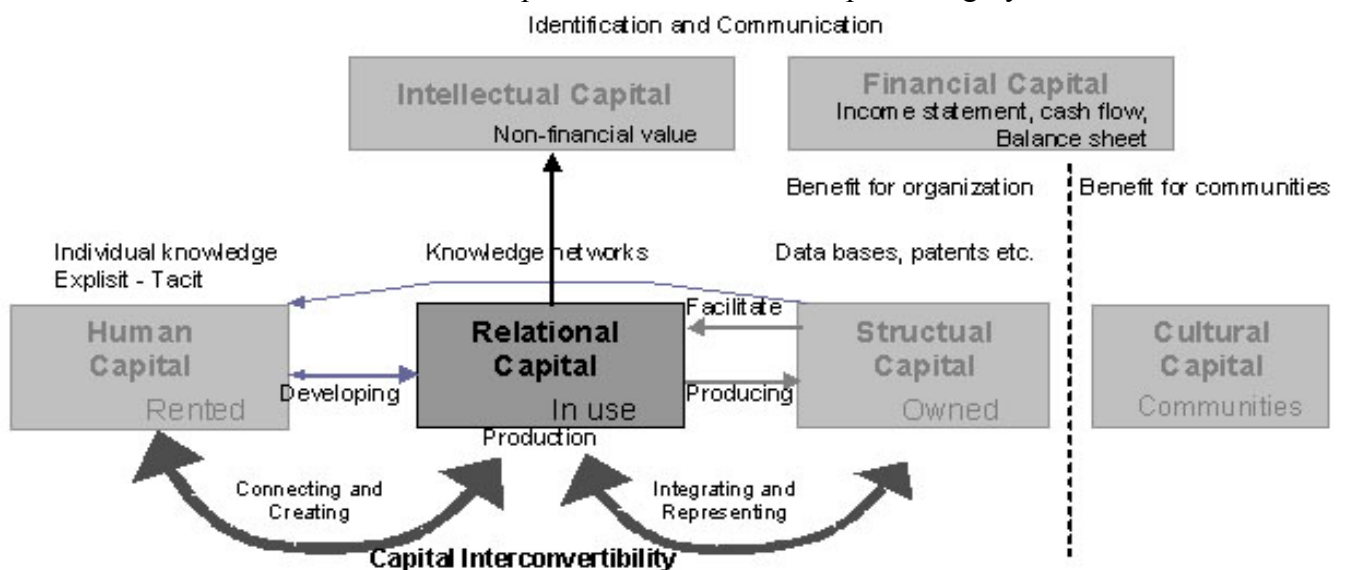 Identification and Communication
Intellectual Capital
Non-financial value
Financial Capital
Income statement, cash flow,
Balance sheet
Benefit for organization
Benefit for communities
Individual knowledge
Explisit - Tacit
Knowledge networks
Data bases, patents etc.
Human
Capital
Rented
Developing
Relational
Capital
In use
Production
Facilitate
Producing
Structual
Capital
Owned
Cultural
Capital
Communities
Connecting and
Creating
Integrating and
Representing
Capital Interconvertibility